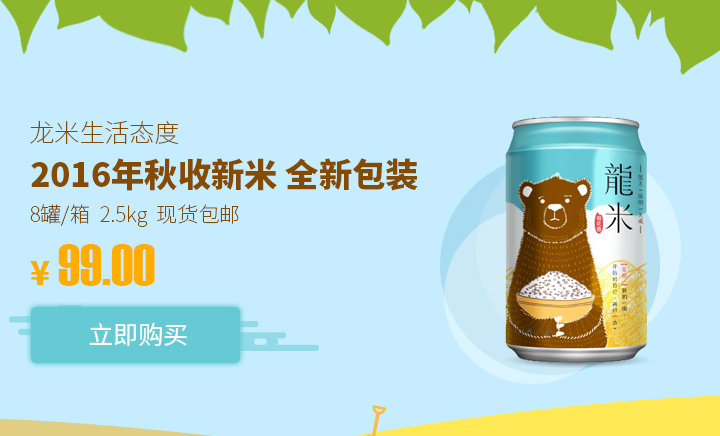 龙米生活态度
2016年秋收新米 全新包装
8罐/箱 2.5kg 现货包邮
¥ 99.00
立即购买
龍米